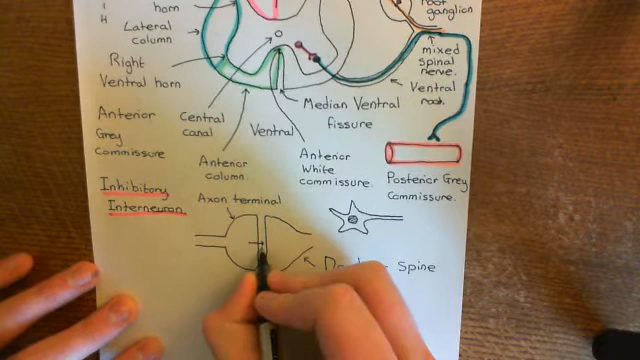 horn
Lateral
column
Right
Ventral horn
Anterior
Grey
Commissure
Inhibitory
Interneuron
Central
canal
Anterior
column.
Ventral
Median Ventral
fissure
Anterior
White
commissure.
root
ganglion
mixed
spinal
nerve.
Ventral
root.
Posterior Grey
Commissure.
Axon terminal
Spine